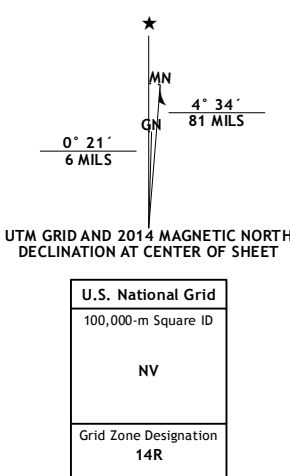 ★
MN
4° 34´
81 MILS
GN
0° 21´
6 MILS
UTM GRID AND 2014 MAGNETIC NORTH
DECLINATION AT CENTER OF SHEET
U.S. National Grid
100,000-m Square ID
NV
Grid Zone Designation
14R